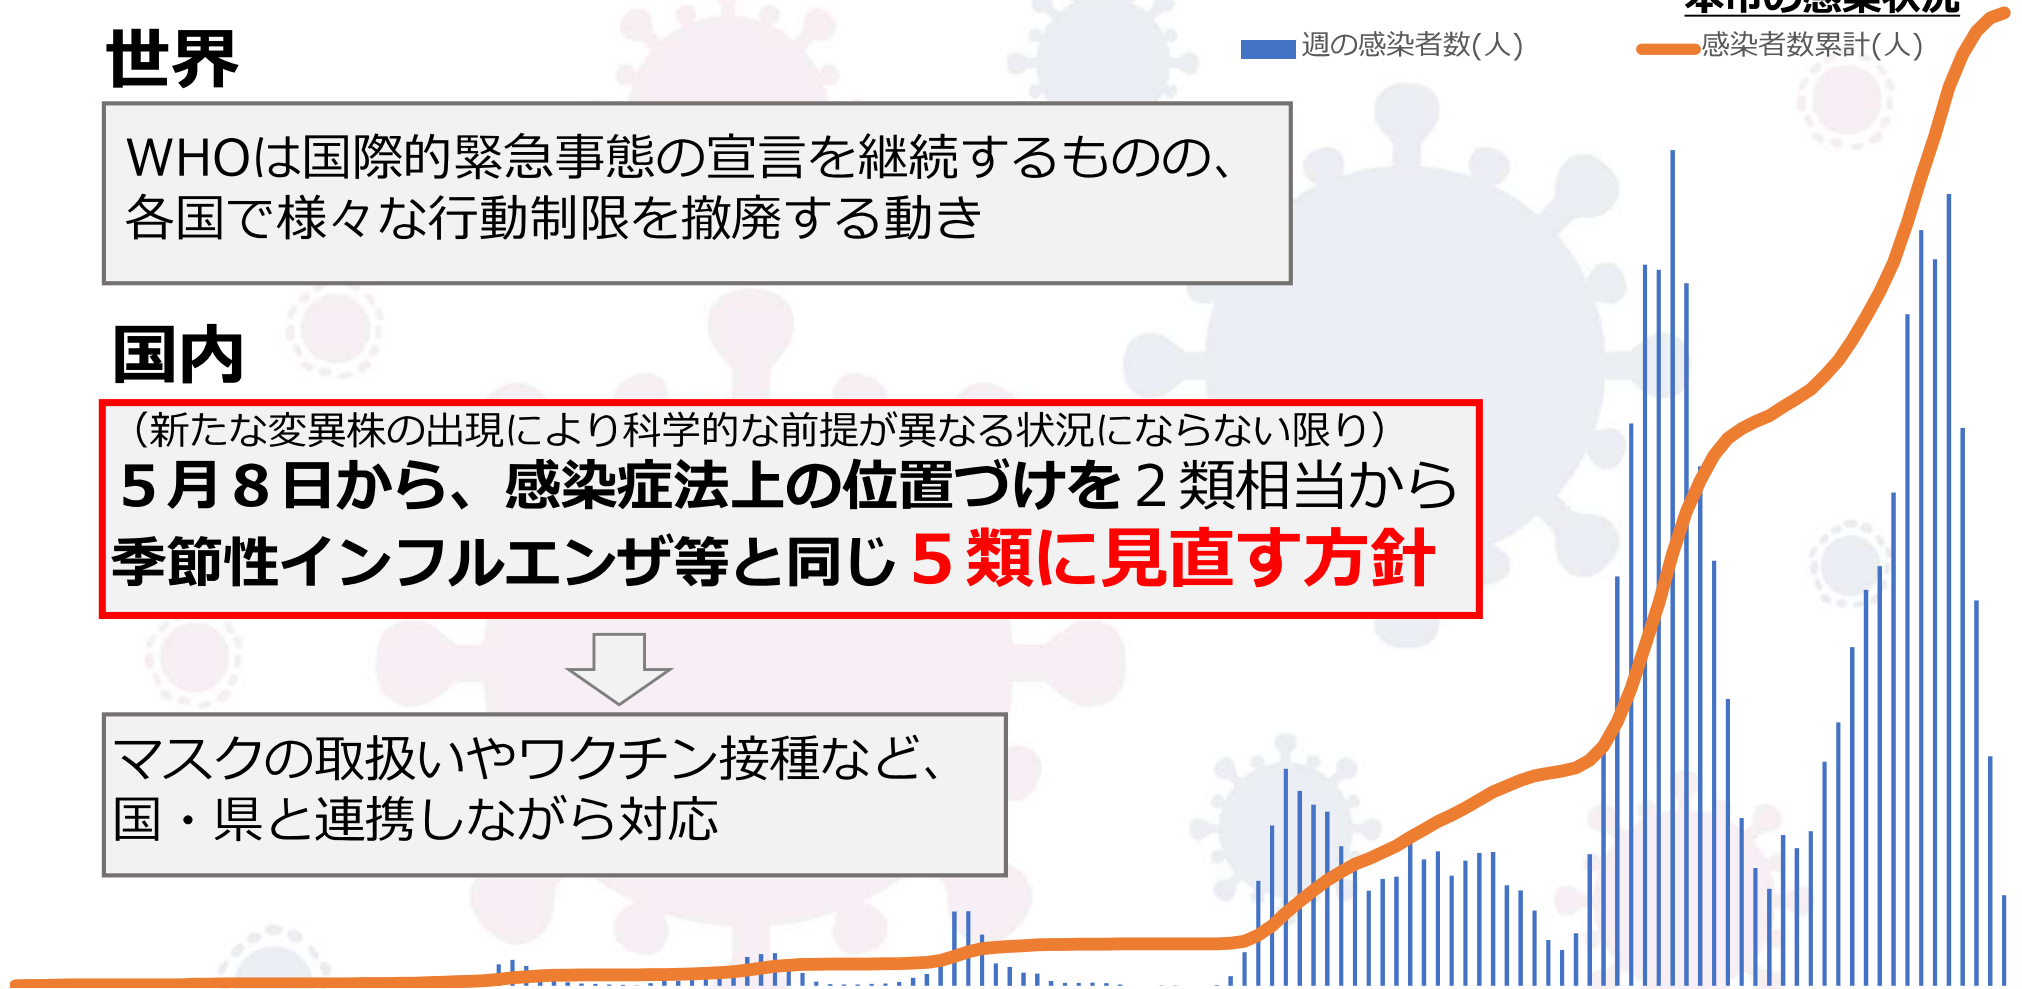 本市の感染状況
週の感染者数(人)
感染者数累計(人)
世界
WHOは国際的緊急事態の宣言を継続するものの、
各国で様々な行動制限を撤廃する動き
国内
（新たな変異株の出現により科学的な前提が異なる状況にならない限り）
５月８日から、感染症法上の位置づけを２類相当から
季節性インフルエンザ等と同じ５類に見直す方針
マスクの取扱いやワクチン接種など、
国・県と連携しながら対応